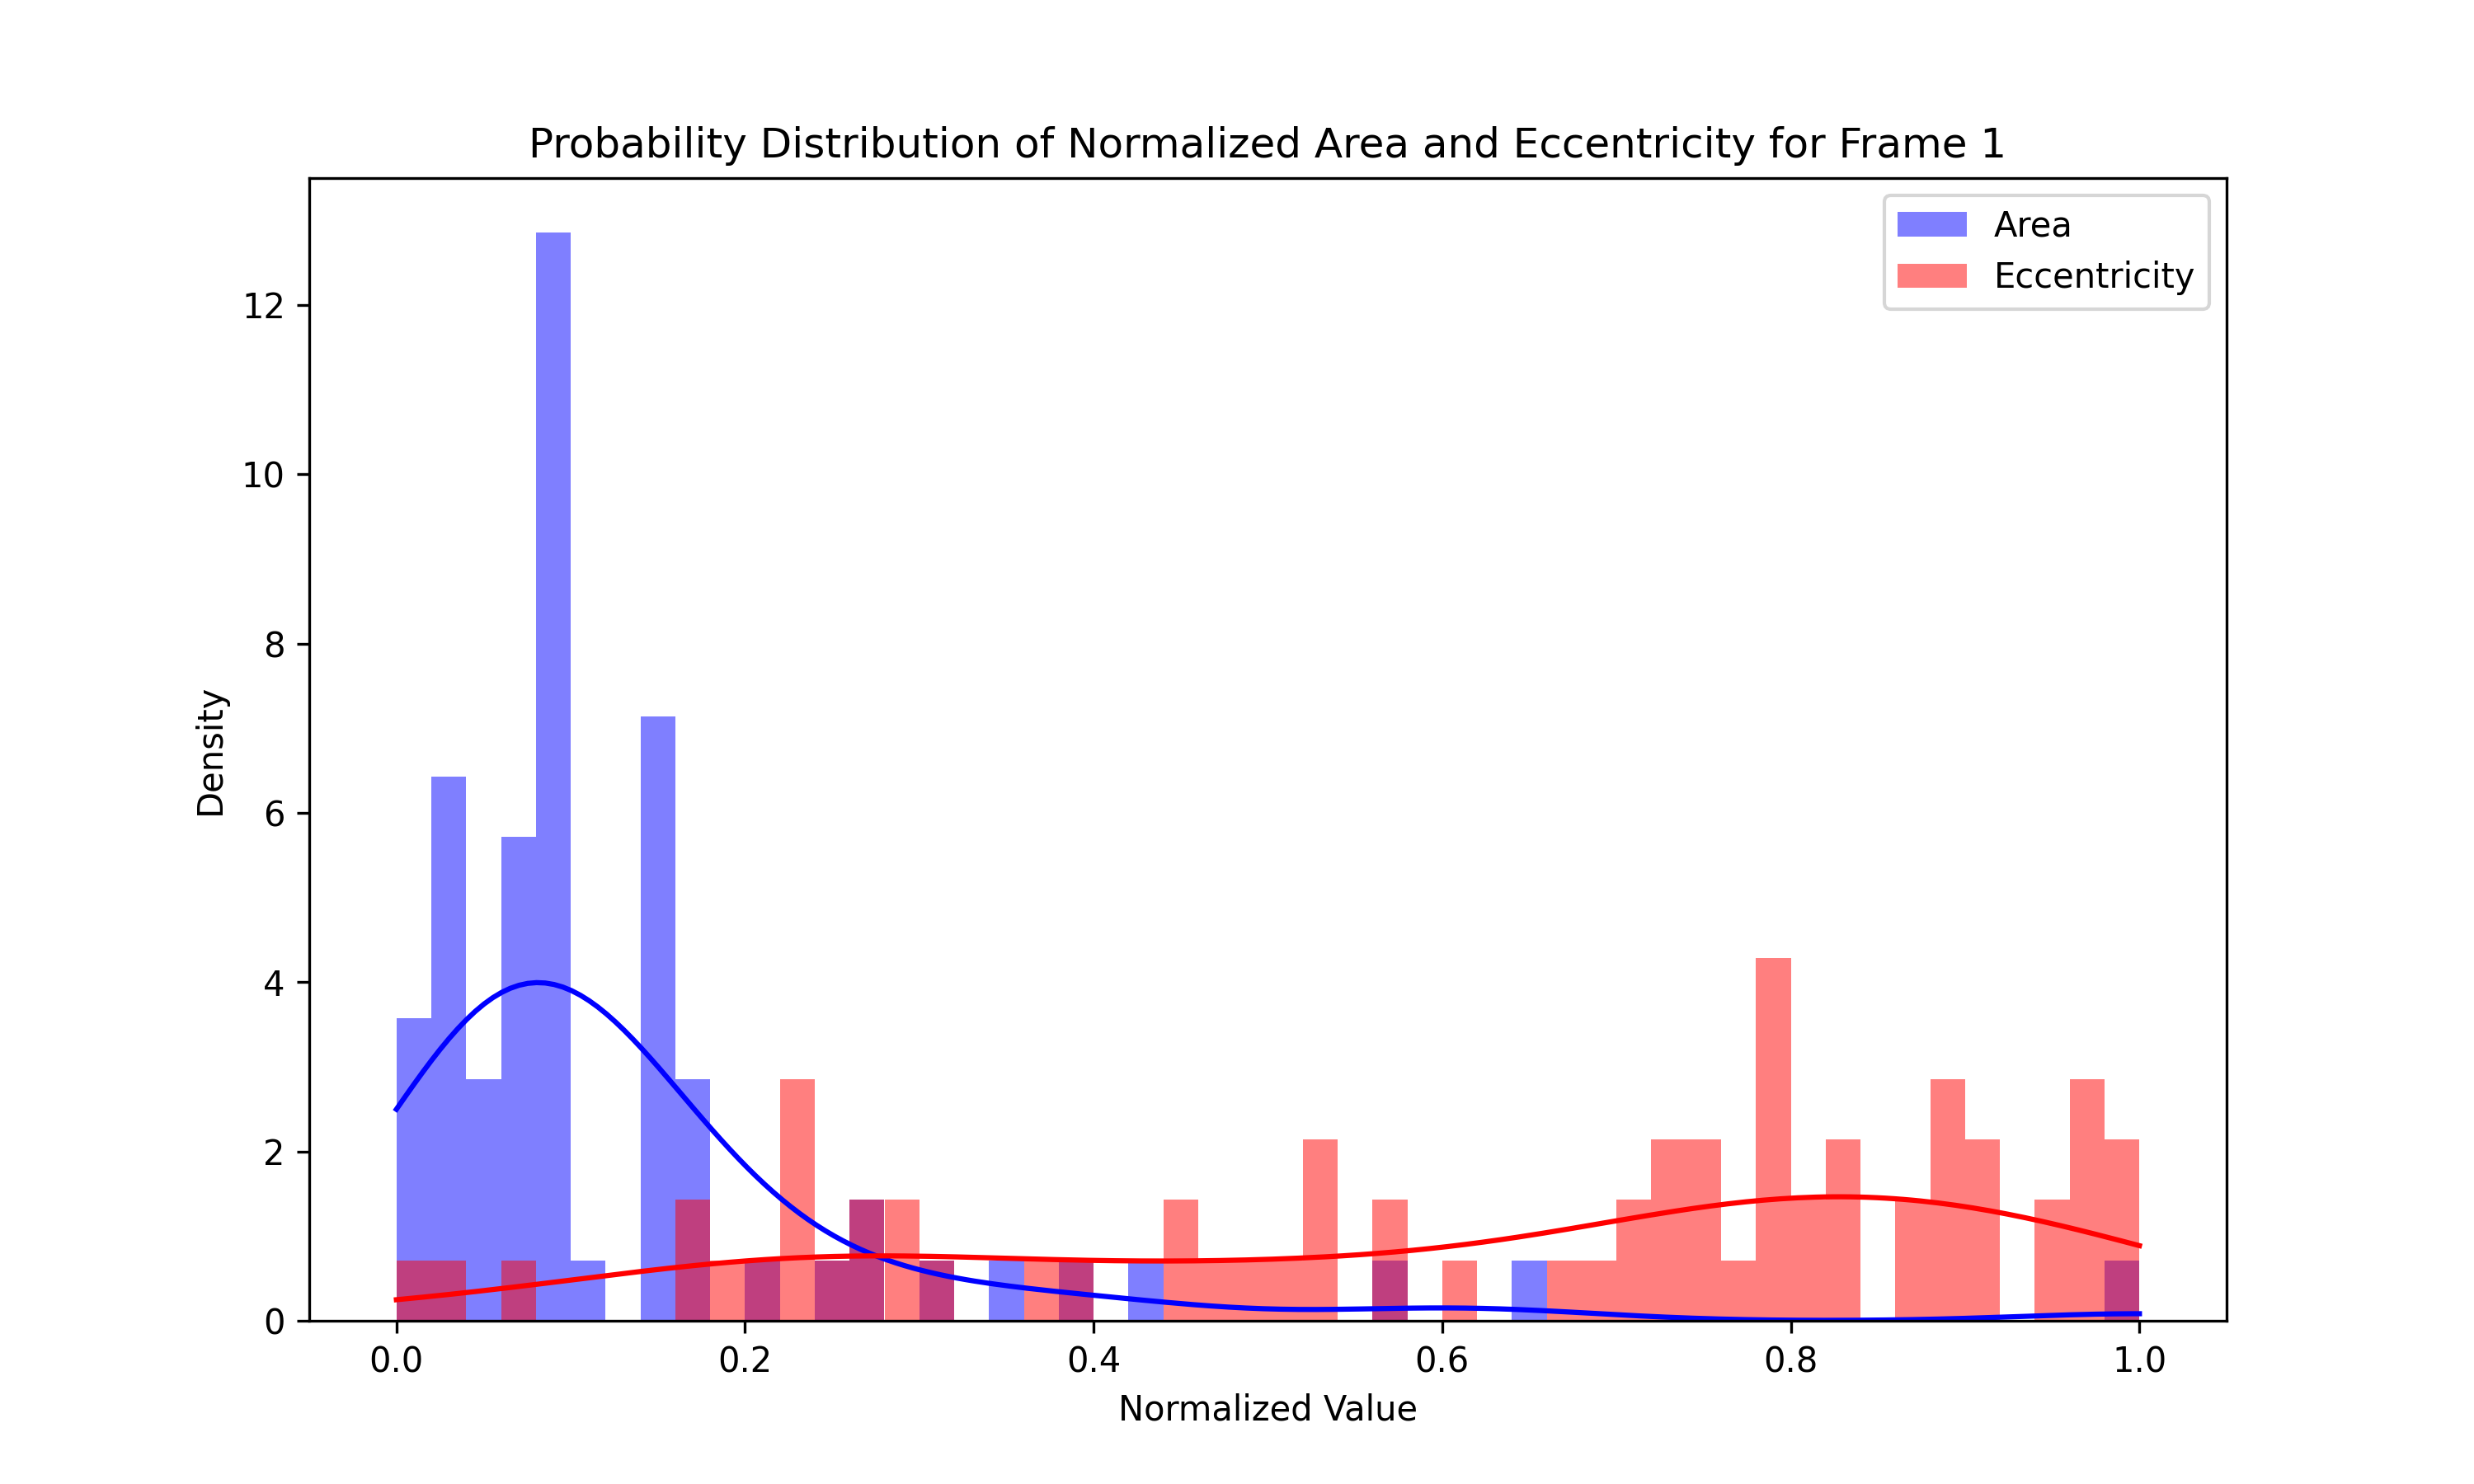 Probability Distribution of Normalized Area and Eccentricity for Frame 1
Area
Eccentricity
12
10
8
6
4
2
0
Density
0.0 0.2 0.4 0.6 0.8 1.0
Normalized Value